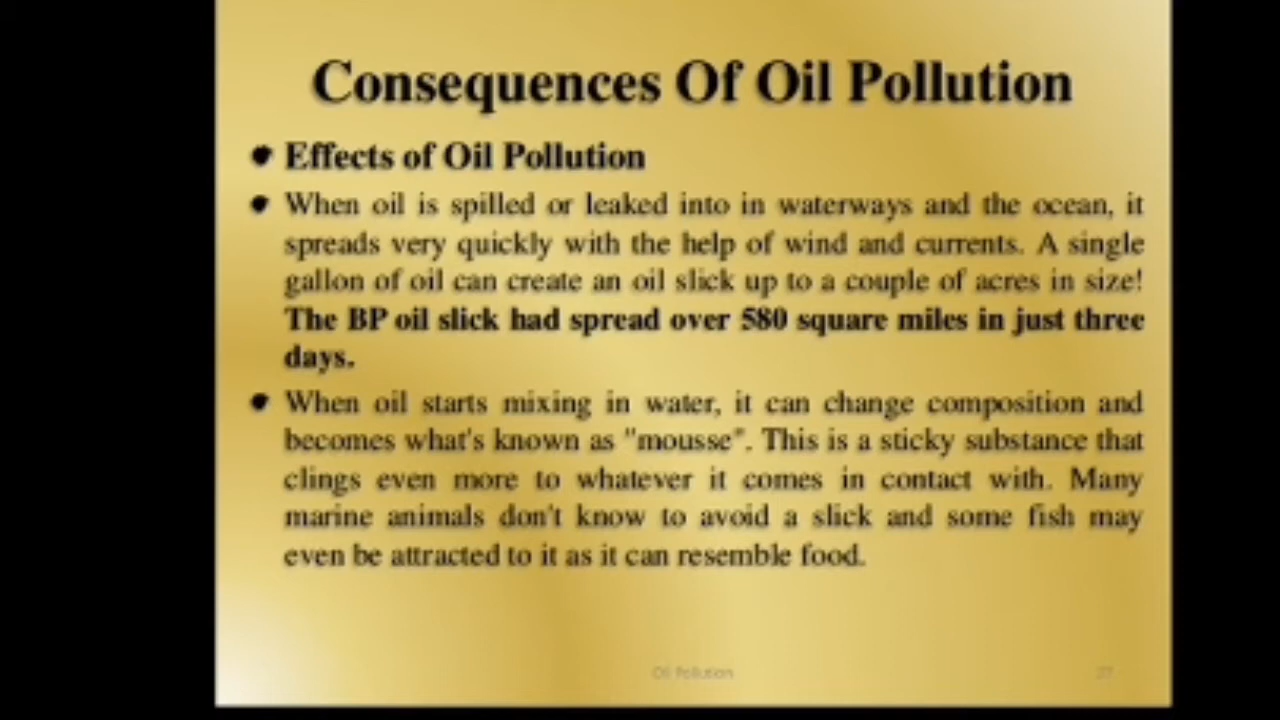 Consequences Of Oil Pollution
Effects of Oil Pollution
When oil is spilled or leaked into in waterways and the ocean, it
spreads very quickly with the help of wind and currents. A single
gallon of oil can create an oil slick up to a couple of acres in size!
The BP oil slick had spread over 580 square miles in just three
days.
When oil starts mixing in water, it can change composition and
becomes what's known as "mousse". This is a sticky substance that
clings even more to whatever it comes in contact with. Many
marine animals don't know to avoid a slick and some fish may
even be attracted to it as it can resemble food.
Oil Pollution
27